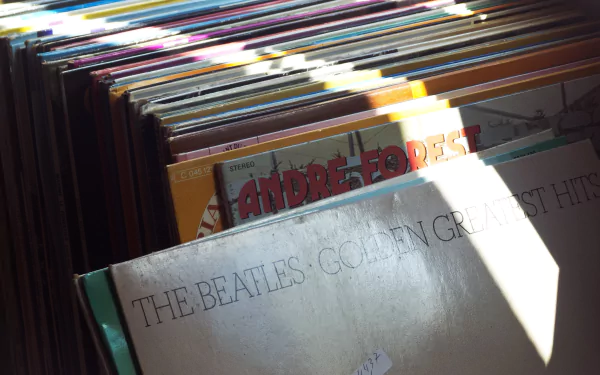 STEREO
ANDRE FOREST
THE BEATLES · GOLDEN GREATEST HITS